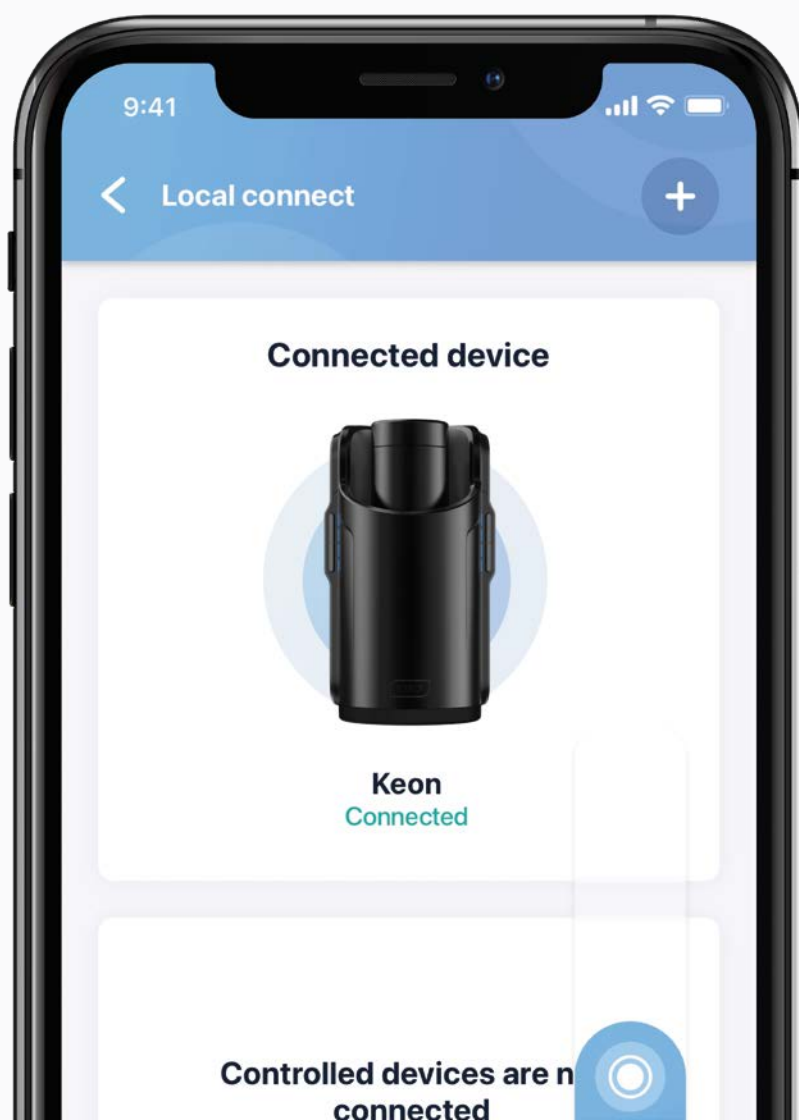 9:41
Local connect
Connected device
Keon
Connected
Controlled devices are n
connected